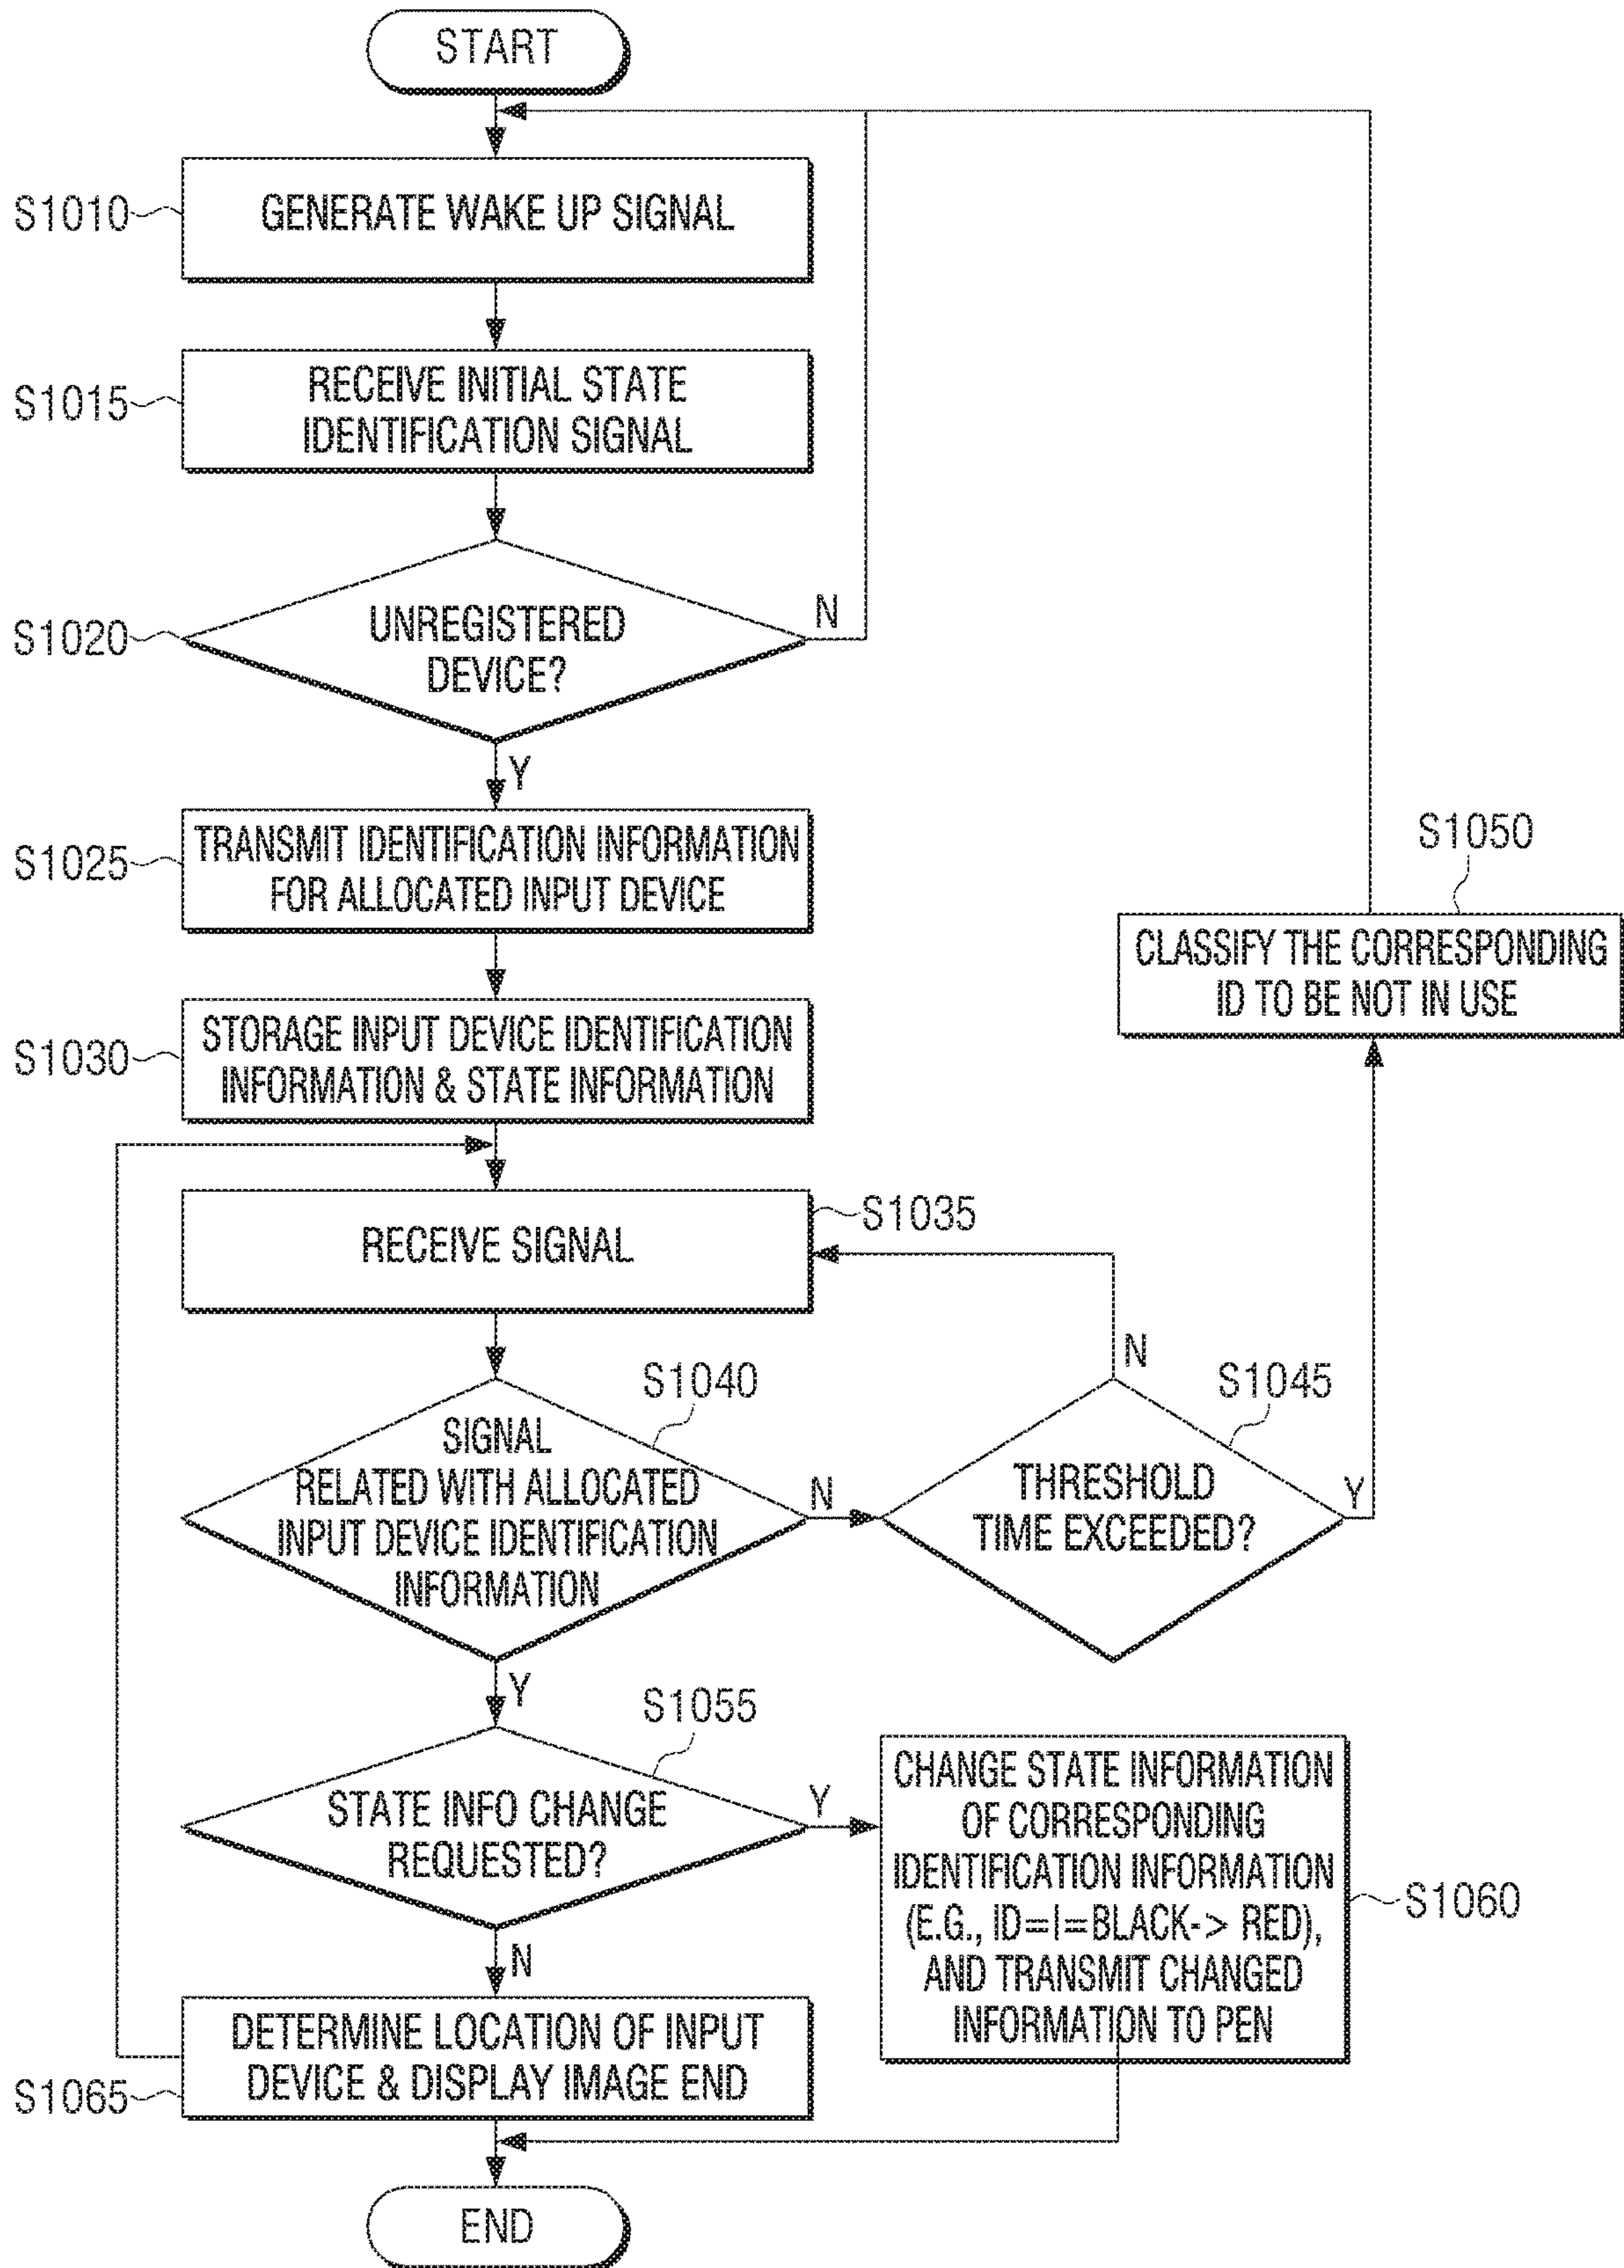 START
S1010
GENERATE WAKE UP SIGNAL
S1015
RECEIVE INITIAL STATE
IDENTIFICATION SIGNAL
S1020
UNREGISTERED
DEVICE?
N
Y
S1025
TRANSMIT IDENTIFICATION INFORMATION
FOR ALLOCATED INPUT DEVICE
S1050
CLASSIFY THE CORRESPONDING
ID TO BE NOT IN USE
S1030
STORAGE INPUT DEVICE IDENTIFICATION
INFORMATION & STATE INFORMATION
S1035
RECEIVE SIGNAL
S1040
SIGNAL
RELATED WITH ALLOCATED
INPUT DEVICE IDENTIFICATION
INFORMATION
N
Y
S1045
THRESHOLD
TIME EXCEEDED?
N
Y
S1055
STATE INFO CHANGE
REQUESTED?
Y
N
CHANGE STATE INFORMATION
OF CORRESPONDING
IDENTIFICATION INFORMATION
(E.G., ID=I=BLACK-> RED),
AND TRANSMIT CHANGED
INFORMATION TO PEN
S1060
S1065
DETERMINE LOCATION OF INPUT
DEVICE & DISPLAY IMAGE END
END